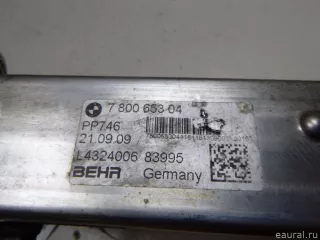 7 800 653 04
PP746
21.09.09
L4324006 83995
BEHR Germany
eaural.ru